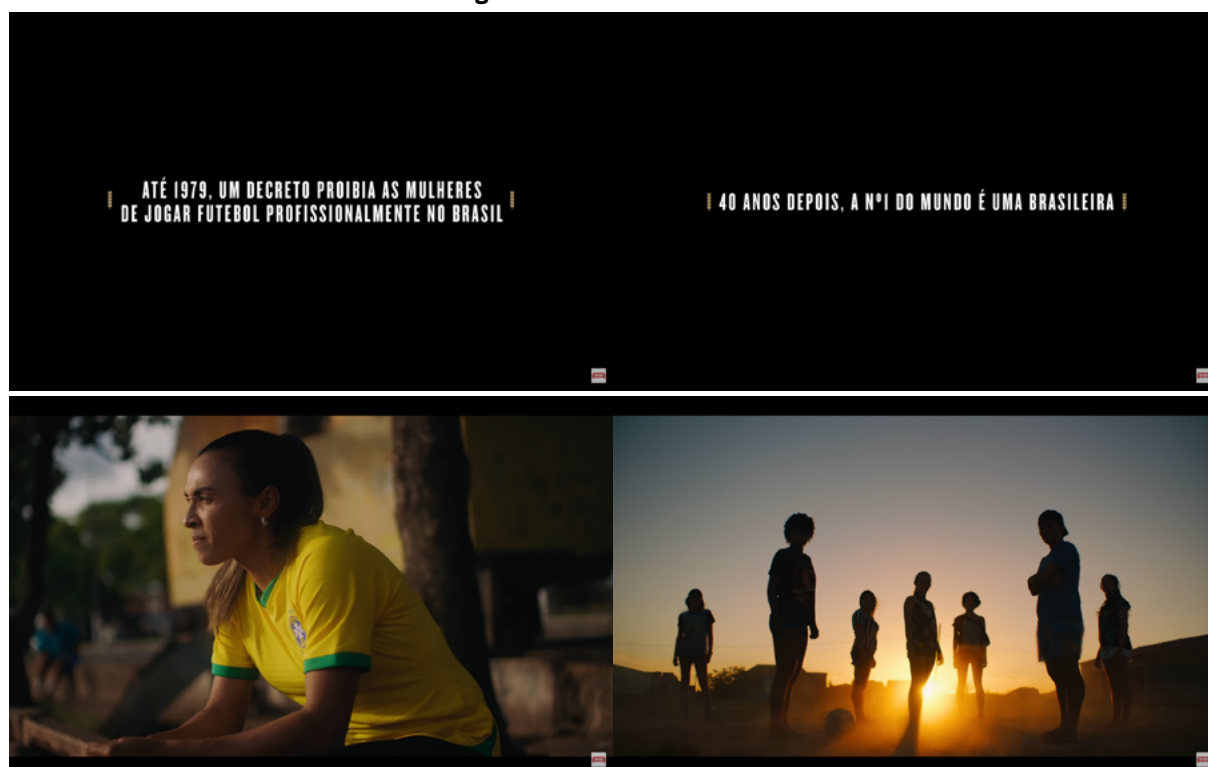 ATÉ 1979, UM DECRETO PROIBIA AS MULHERES
DE JOGAR FUTEBOL PROFISSIONALMENTE NO BRASIL
40 ANOS DEPOIS, A Nº1 DO MUNDO É UMA BRASILEIRA